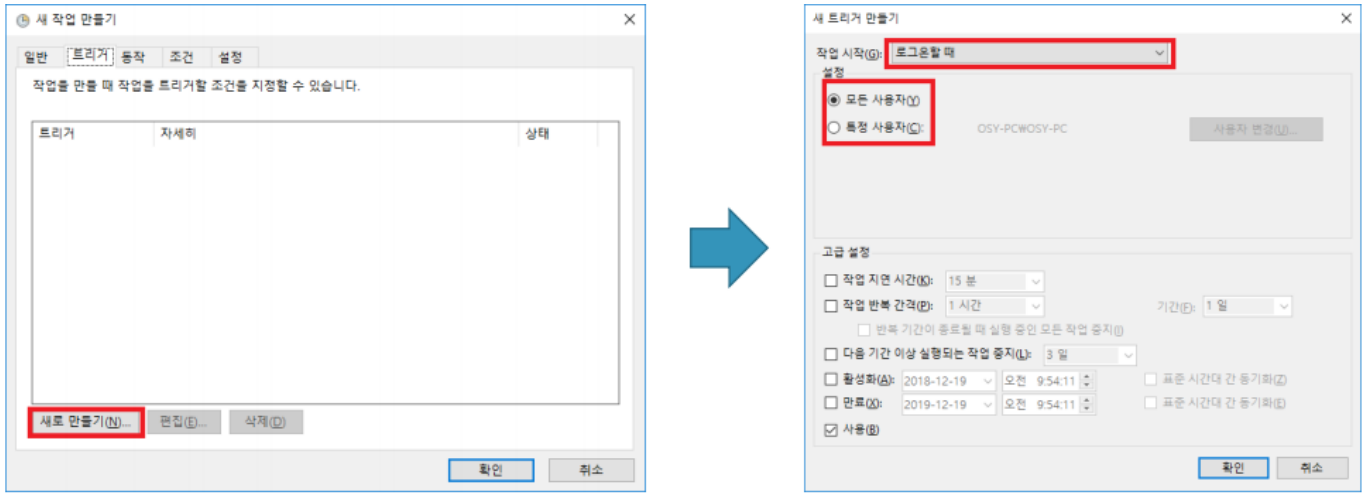 새 작업 만들기
일반 트리거 동작 조건 설정
작업을 만들 때 작업을 트리거할 조건을 지정할 수 있습니다.
트리거 자세히 상태
새로 만들기(N)... 편집(E)... 삭제(D)
확인 취소
새 트리거 만들기
작업 시작(G): 로그온할 때
설정
모든 사용자(Y)
특정 사용자(C): OSY-PC₩OSY-PC 사용자 변경(U)...
고급 설정
작업 지연 시간(K): 15 분
작업 반복 간격(P): 1 시간 기간(F): 1 일
반복 기간이 종료될 때 실행 중인 모든 작업 중지(I)
다음 기간 이상 실행되는 작업 중지(L): 3 일
활성화(A): 2018-12-19 오전 9:54:11 표준 시간대 간 동기화(Z)
만료(X): 2019-12-19 오전 9:54:11 표준 시간대 간 동기화(E)
사용(B)
확인 취소